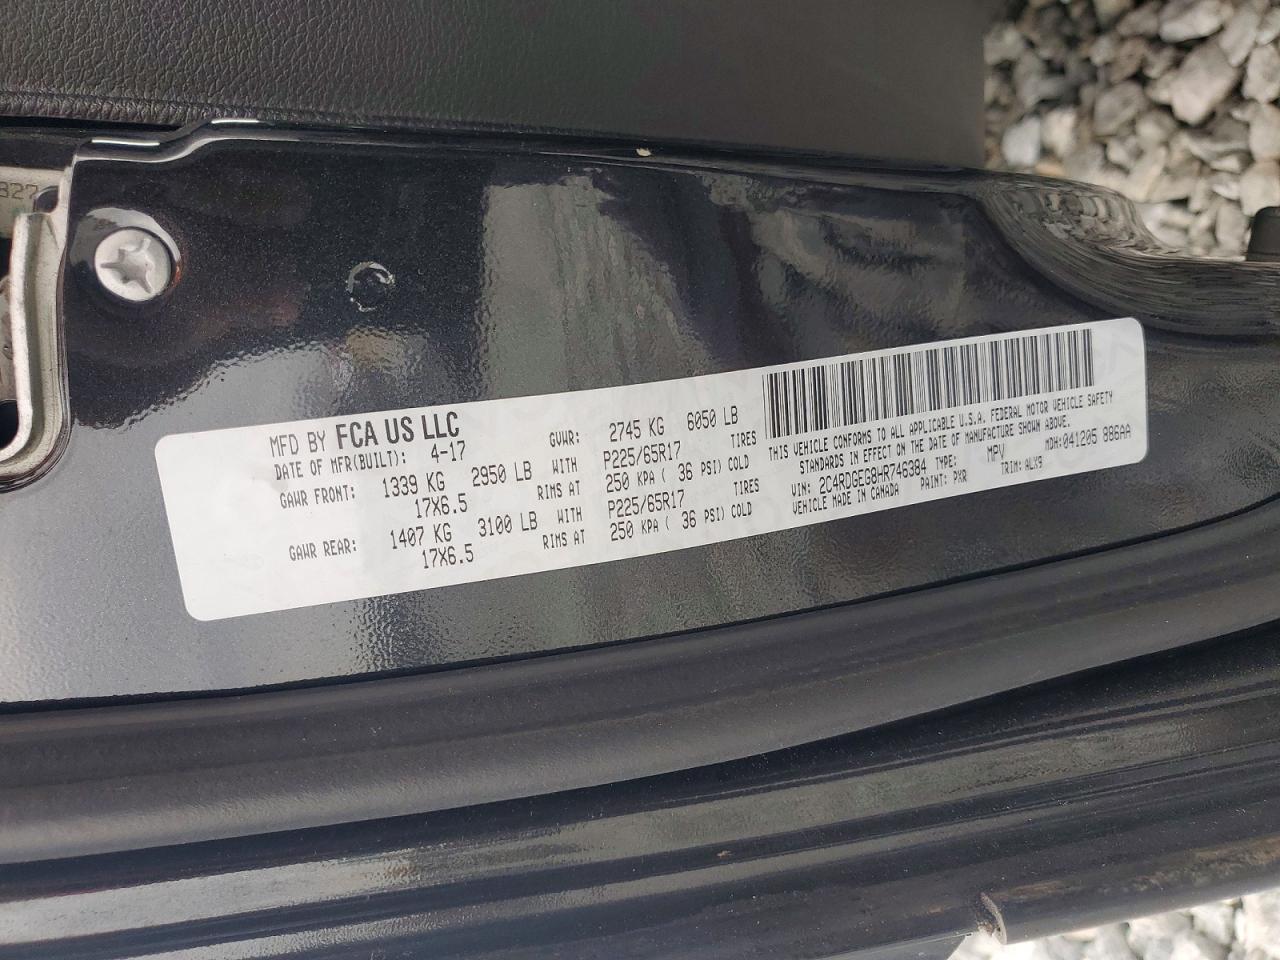 827
MFD BY FCA US LLC
DATE OF MFR(BUILT): 4-17 GVWR: 2745 KG 6050 LB
GAWR FRONT: 1339 KG 2950 LB WITH P225/65R17 TIRES
17X6.5 RIMS AT 250 KPA ( 36 PSI) COLD
GAWR REAR: 1407 KG 3100 LB WITH P225/65R17 TIRES
17X6.5 RIMS AT 250 KPA ( 36 PSI) COLD
THIS VEHICLE CONFORMS TO ALL APPLICABLE U.S.A. FEDERAL MOTOR VEHICLE SAFETY
STANDARDS IN EFFECT ON THE DATE OF MANUFACTURE SHOWN ABOVE.
MDH:041205 886AA
VIN: 2C4RDGEG8HR746384 TYPE: MPV TRIM: ALX9
VEHICLE MADE IN CANADA PAINT: PXR